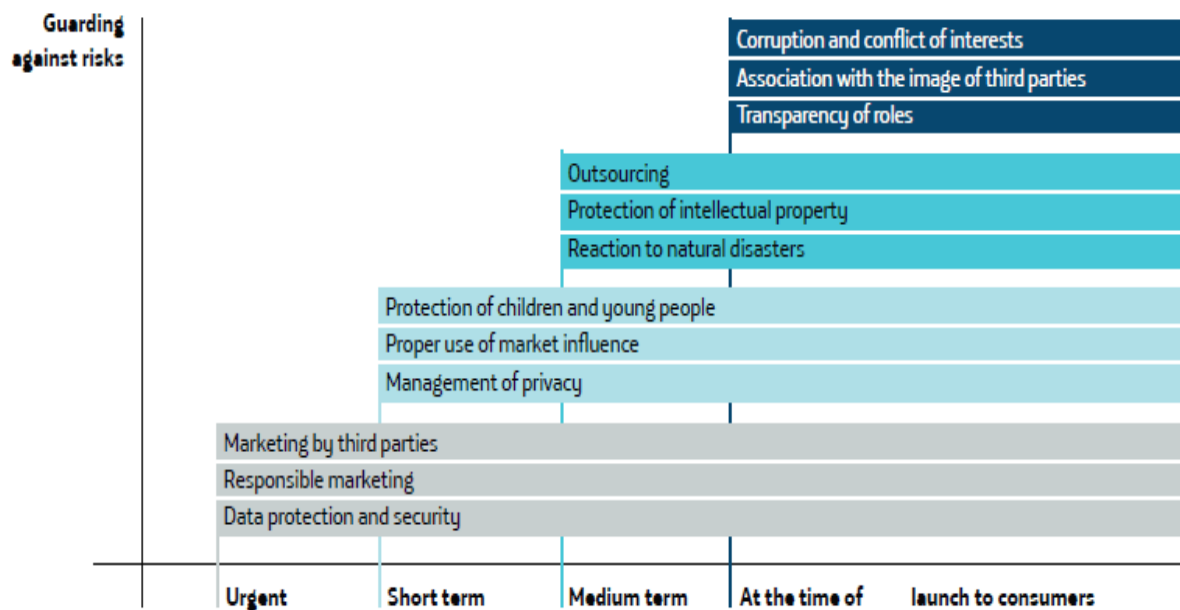 Guarding
against risks
Corruption and conflict of interests
Association with the image of third parties
Transparency of roles
Outsourcing
Protection of intellectual property
Reaction to natural disasters
Protection of children and young people
Proper use of market influence
Management of privacy
Marketing by third parties
Responsible marketing
Data protection and security
Urgent
Short term
Medium term
At the time of launch to consumers